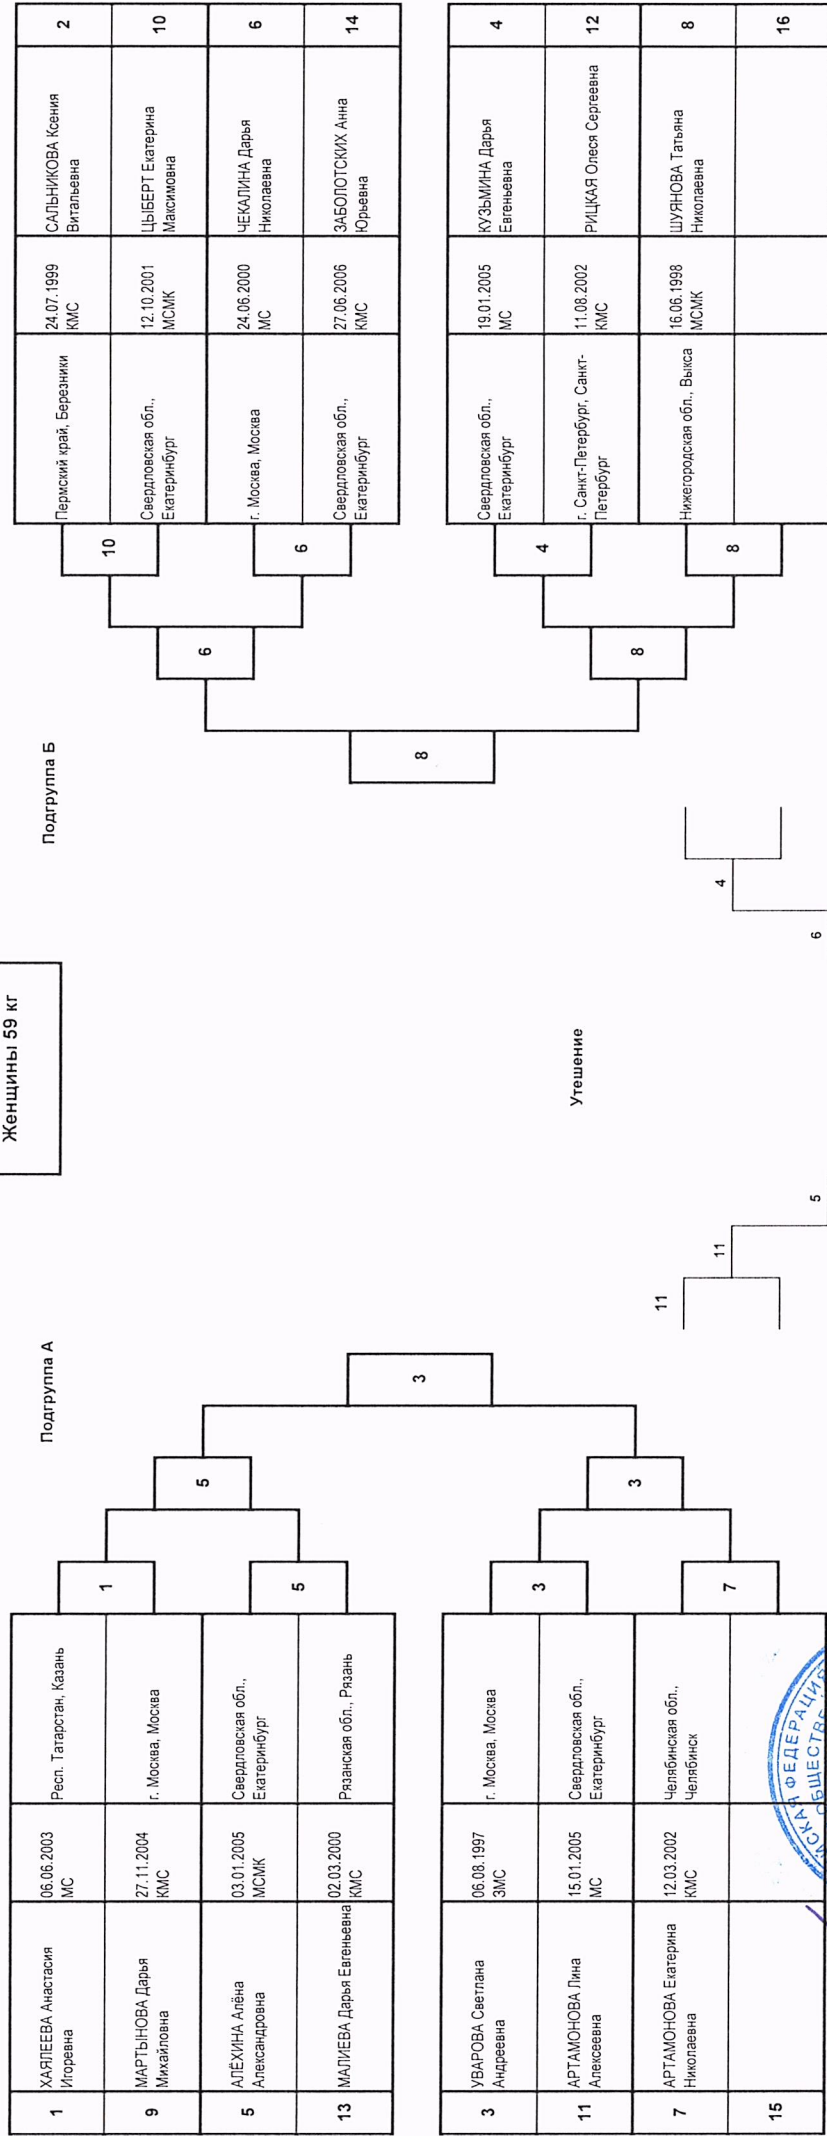 Женщины 59 кг
Подгруппа А
1
ХАЯЛЕЕВА Анастасия
Игоревна
06.06.2003
МС
Респ. Татарстан, Казань
9
МАРТЫНОВА Дарья
Михайловна
27.11.2004
КМС
г. Москва, Москва
5
АЛЁХИНА Алёна
Александровна
03.01.2005
МСМК
Свердловская обл.,
Екатеринбург
13
МАЛИЕВА Дарья Евгеньевна
02.03.2000
КМС
Рязанская обл., Рязань
3
УВАРОВА Светлана
Андреевна
06.08.1997
ЗМС
г. Москва, Москва
11
АРТАМОНОВА Лина
Алексеевна
15.01.2005
МС
Свердловская обл.,
Екатеринбург
7
АРТАМОНОВА Екатерина
Николаевна
12.03.2002
КМС
Челябинская обл.,
Челябинск
15
1
5
3
7
5
3
3
Подгруппа Б
Пермский край, Березники
24.07.1999
КМС
САЛЬНИКОВА Ксения
Витальевна
2
Свердловская обл.,
Екатеринбург
12.10.2001
МСМК
ЦЫБЕРТ Екатерина
Максимовна
10
г. Москва, Москва
24.06.2000
МС
ЧЕКАЛИНА Дарья
Николаевна
6
Свердловская обл.,
Екатеринбург
27.06.2006
КМС
ЗАБОЛОТСКИХ Анна
Юрьевна
14
Свердловская обл.,
Екатеринбург
19.01.2005
МС
КУЗЬМИНА Дарья
Евгеньевна
4
г. Санкт-Петербург, Санкт-
Петербург
11.08.2002
КМС
РИЦКАЯ Олеся Сергеевна
12
Нижегородская обл., Выкса
16.06.1998
МСМК
ШУЯНОВА Татьяна
Николаевна
8
16
10
6
4
8
6
8
8
Утешение
11
11
5
4
6
ФЕДЕРАЦИЯ